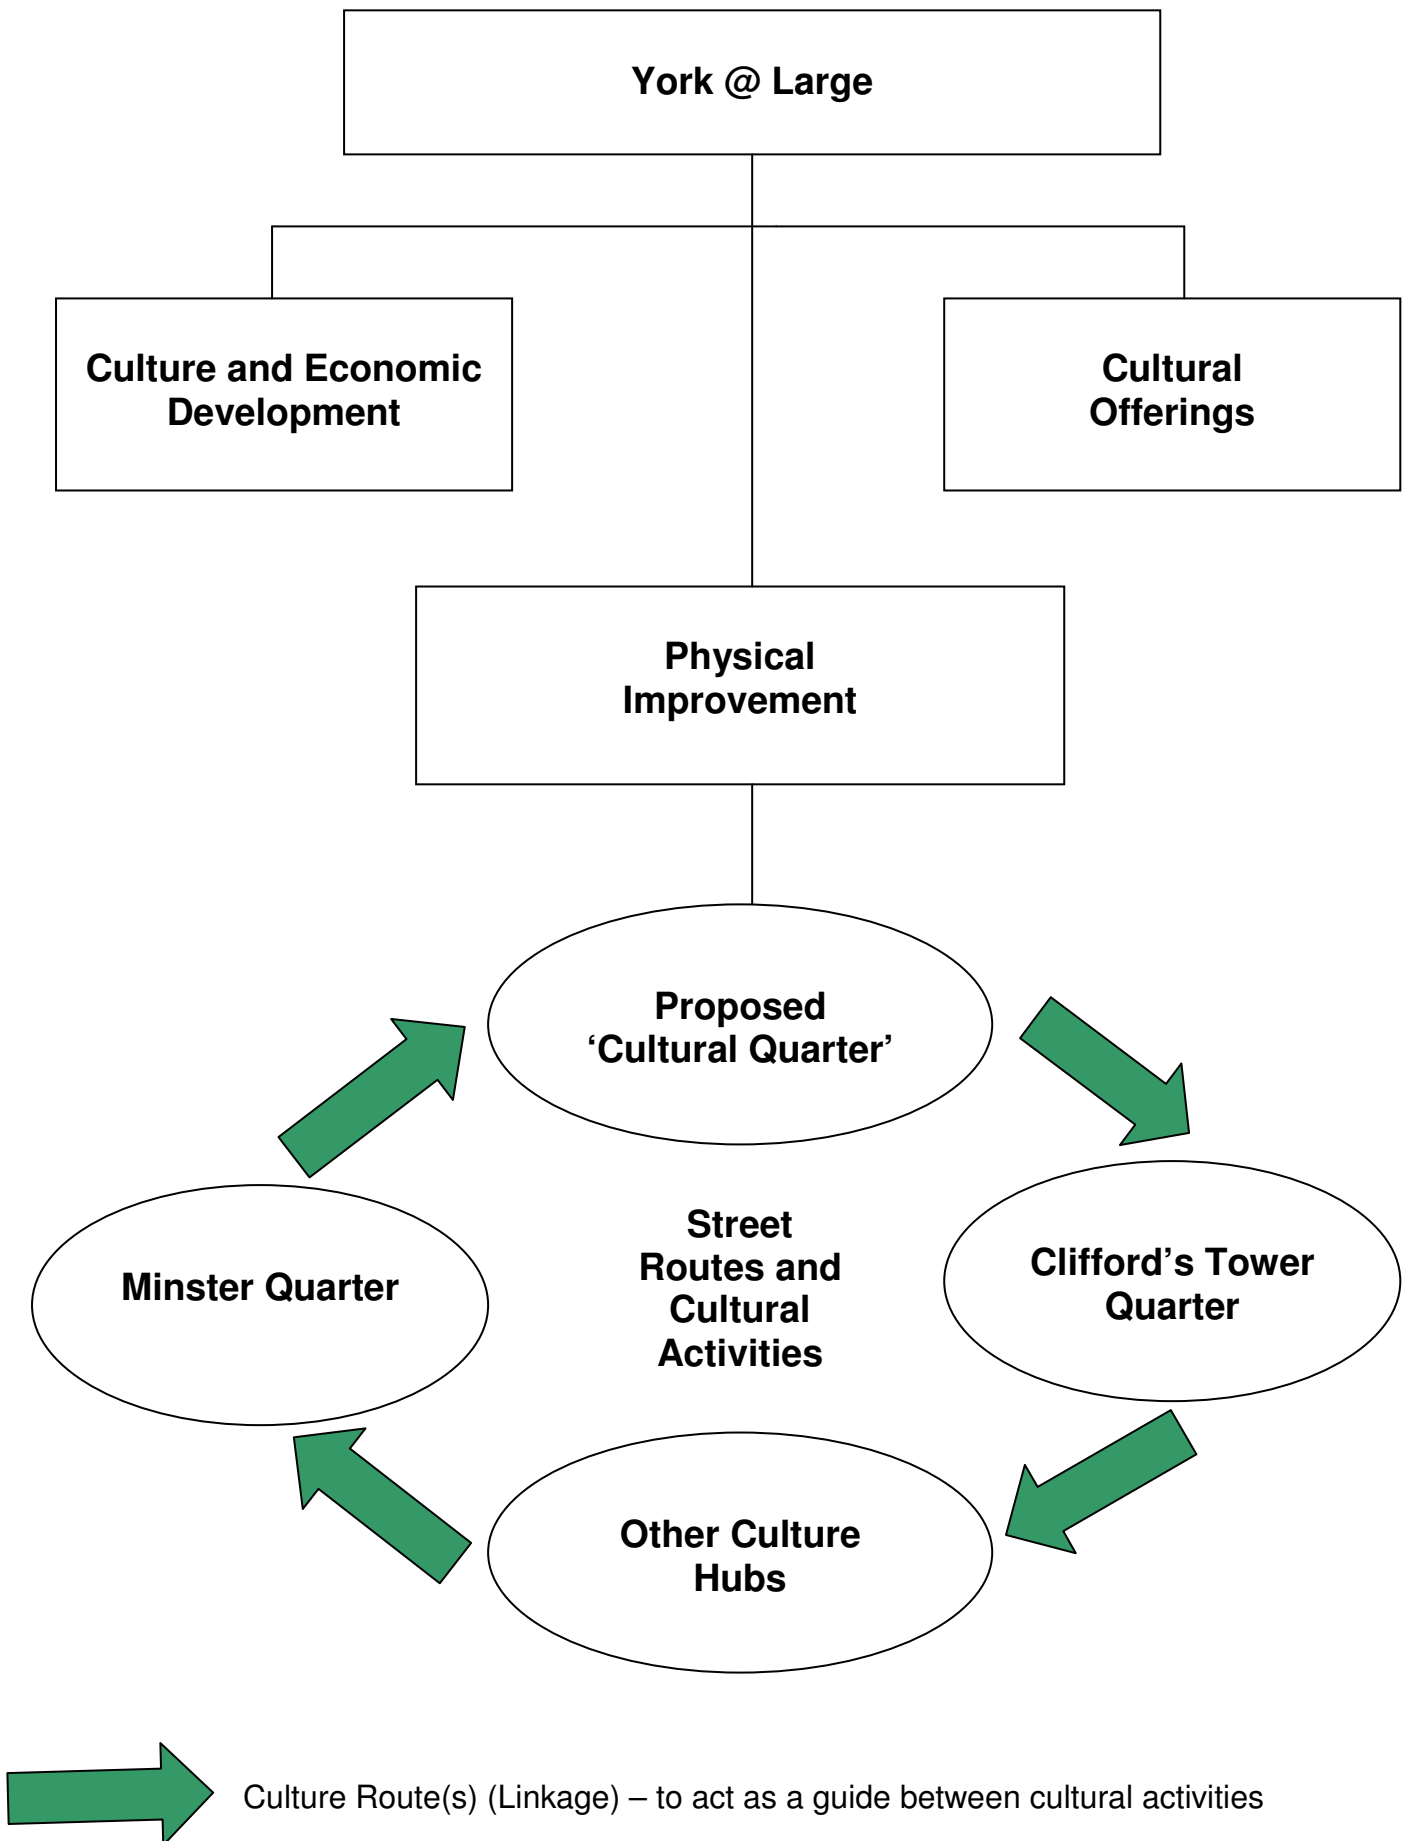 York @ Large
Culture and Economic
Development
Cultural
Offerings
Physical
Improvement
Proposed
‘Cultural Quarter’
Minster Quarter
Street
Routes and
Cultural
Activities
Clifford’s Tower
Quarter
Other Culture
Hubs
Culture Route(s) (Linkage) – to act as a guide between cultural activities